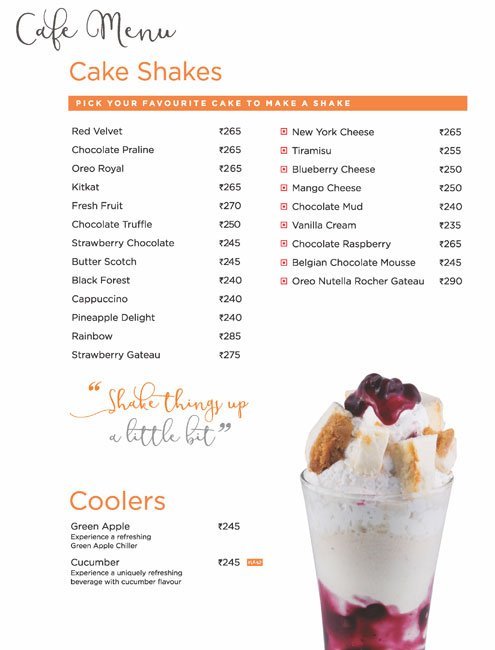 Cafe Menu
Cake Shakes
PICK YOUR FAVOURITE CAKE TO MAKE A SHAKE
Red Velvet ₹265
Chocolate Praline ₹265
Oreo Royal ₹265
Kitkat ₹265
Fresh Fruit ₹270
Chocolate Truffle ₹250
Strawberry Chocolate ₹245
Butter Scotch ₹245
Black Forest ₹240
Cappuccino ₹240
Pineapple Delight ₹240
Rainbow ₹285
Strawberry Gateau ₹275
New York Cheese ₹265
Tiramisu ₹255
Blueberry Cheese ₹250
Mango Cheese ₹250
Chocolate Mud ₹240
Vanilla Cream ₹235
Chocolate Raspberry ₹265
Belgian Chocolate Mousse ₹245
Oreo Nutella Rocher Gateau ₹290
“Shake things up
a little bit”
Coolers
Green Apple ₹245
Experience a refreshing
Green Apple Chiller
Cucumber ₹245
Experience a uniquely refreshing
beverage with cucumber flavour